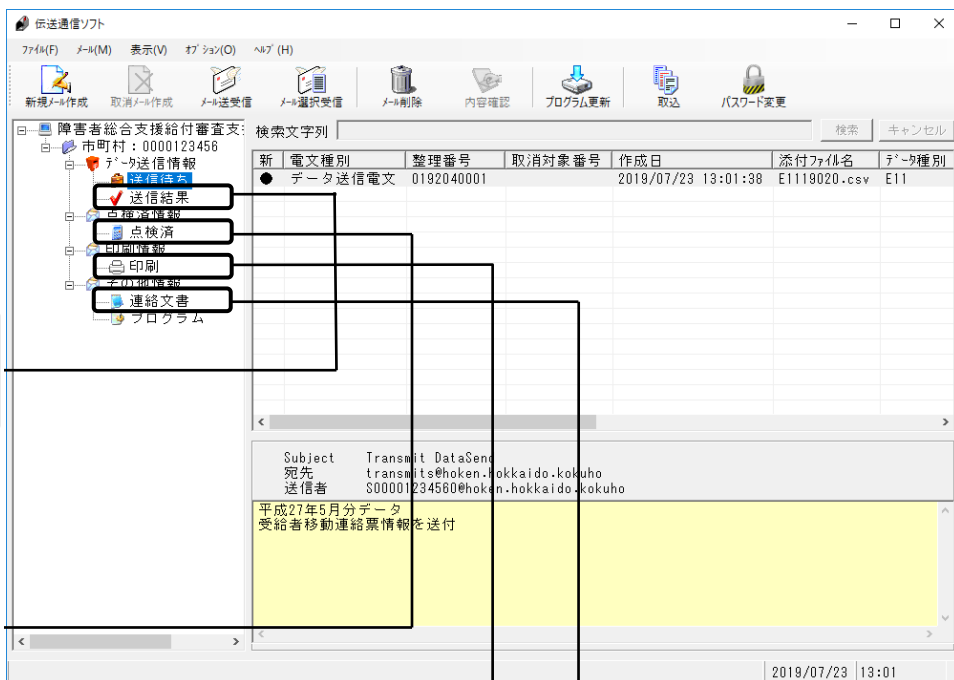 伝送通信ソフト
ﾌｧｲﾙ(F) ﾒｰﾙ(M) 表示(V) ｵﾌﾟｼｮﾝ(O) ﾍﾙﾌﾟ(H)
新規ﾒｰﾙ作成 取消ﾒｰﾙ作成 ﾒｰﾙ送受信 ﾒｰﾙ選択受信 ﾒｰﾙ削除 内容確認 プログラム更新 取込 パスワード変更
障害者総合支援給付審査支
市町村：0000123456
ﾃﾞｰﾀ送信情報
送信待ち
送信結果
点検済情報
点検済
印刷情報
印刷
その他情報
連絡文書
プログラム
検索文字列 検索 キャンセル
新 電文種別 整理番号 取消対象番号 作成日 添付ﾌｧｲﾙ名 ﾃﾞｰﾀ種別
● データ送信電文 0192040001 2019/07/23 13:01:38 E1119020.csv E11
Subject Transmit DataSend
宛先 transmits@hoken.hokkaido.kokuho
送信者 S00001234560@hoken.hokkaido.kokuho
平成27年5月分データ
受給者移動連絡票情報を送付
2019/07/23 13:01